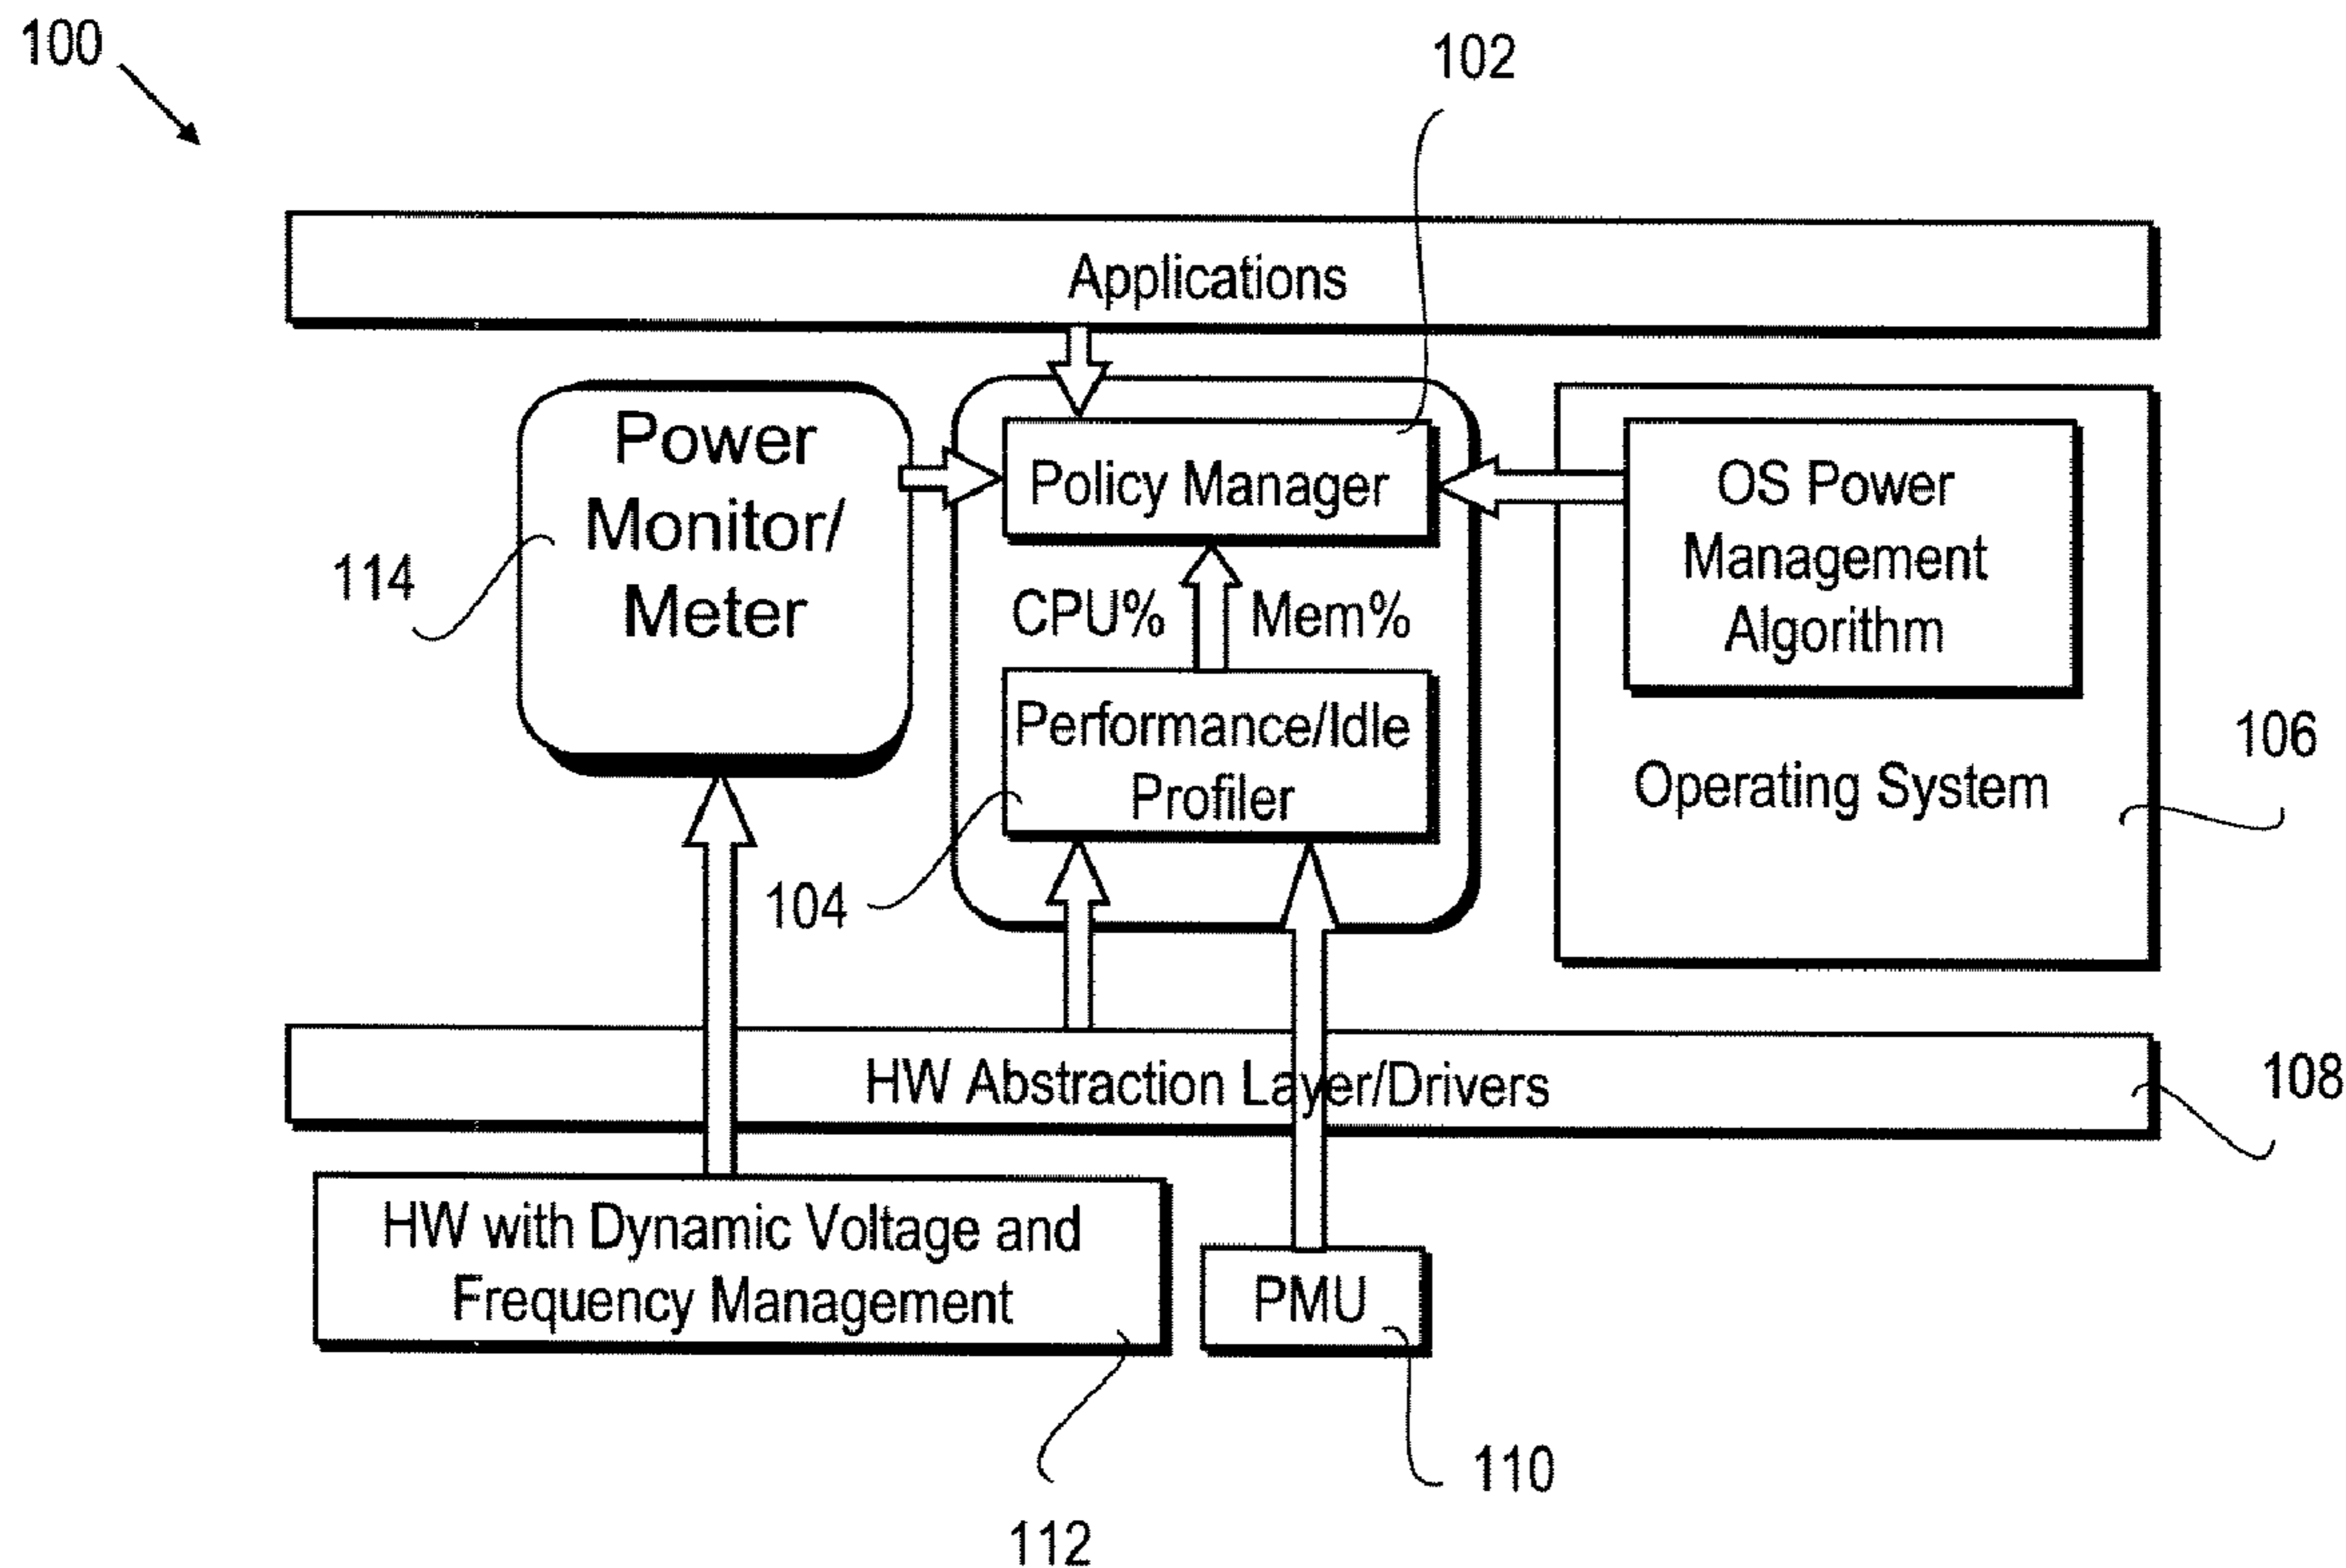 100
102
Applications
Power
Monitor/
Meter
114
Policy Manager
CPU% Mem%
Performance/Idle
Profiler
104
OS Power
Management
Algorithm
Operating System
106
HW Abstraction Layer/Drivers
108
HW with Dynamic Voltage and
Frequency Management
112
PMU
110